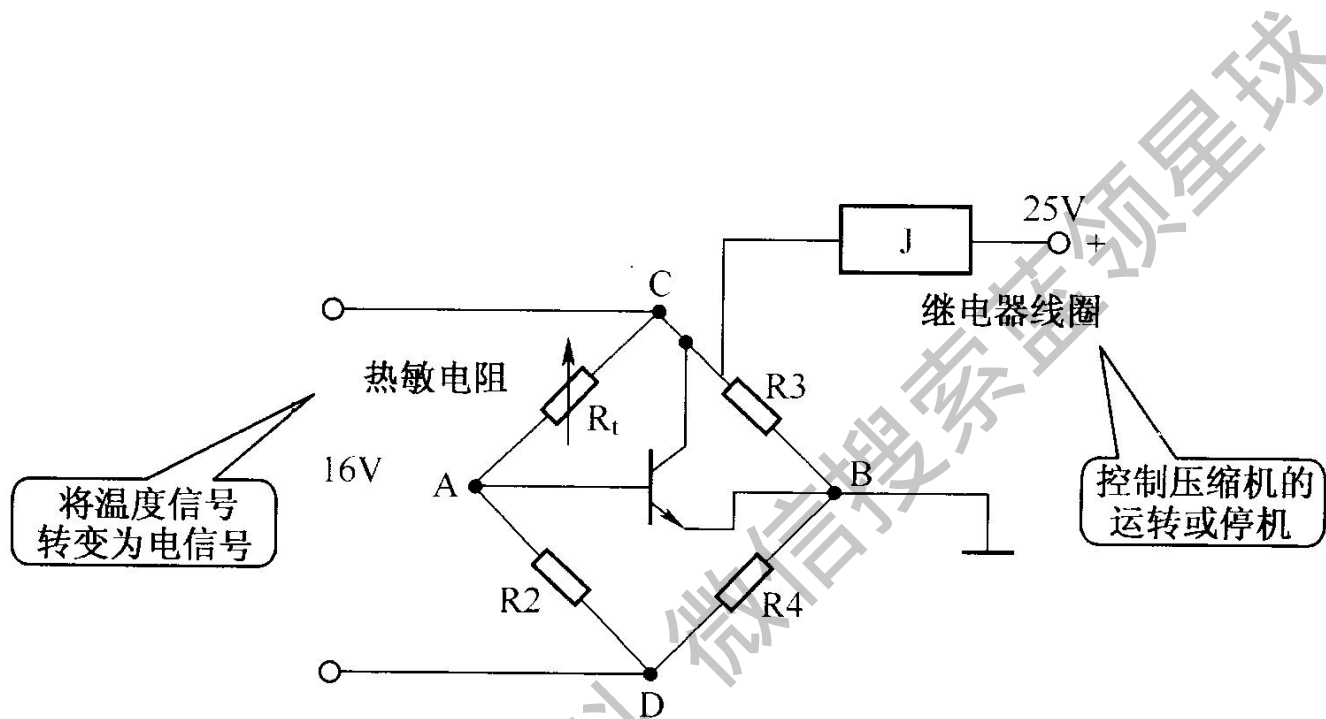 25V
+
J
C
继电器线圈
热敏电阻
R3
Rt
16V
A
B
将温度信号
转变为电信号
控制压缩机的
运转或停机
R2
R4
D
微信搜索蓝领星球